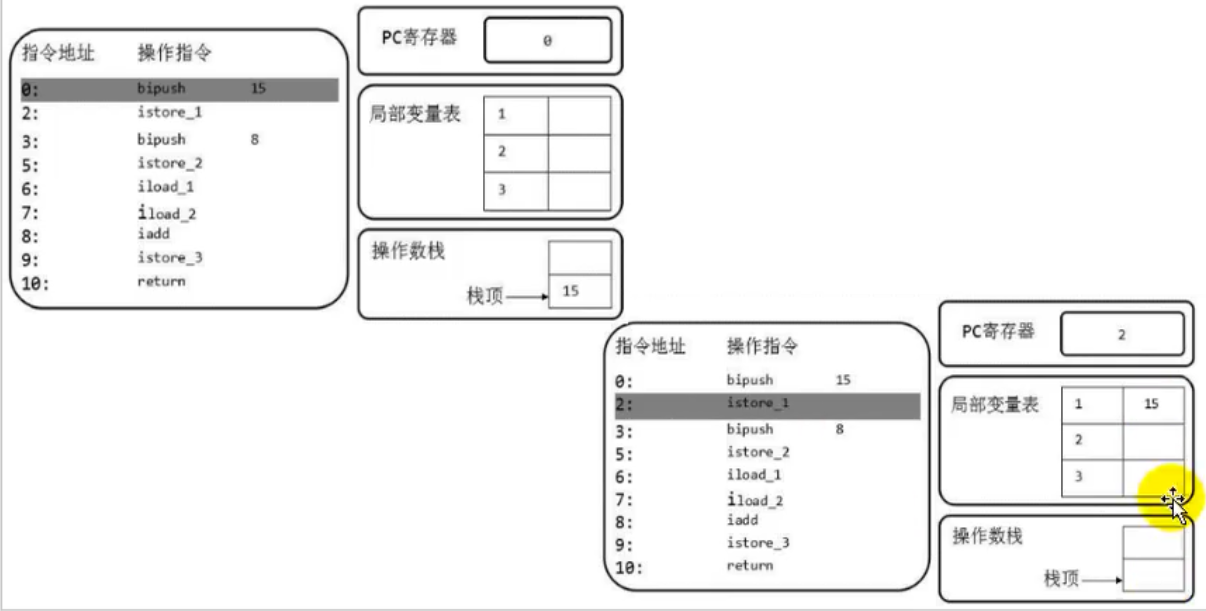 指令地址 操作指令
0: bipush 15
2: istore_1
3: bipush 8
5: istore_2
6: iload_1
7: iload_2
8: iadd
9: istore_3
10: return
PC寄存器 0
局部变量表 1
2
3
操作数栈
栈顶 15
指令地址 操作指令
0: bipush 15
2: istore_1
3: bipush 8
5: istore_2
6: iload_1
7: iload_2
8: iadd
9: istore_3
10: return
PC寄存器 2
局部变量表 1 15
2
3
操作数栈
栈顶